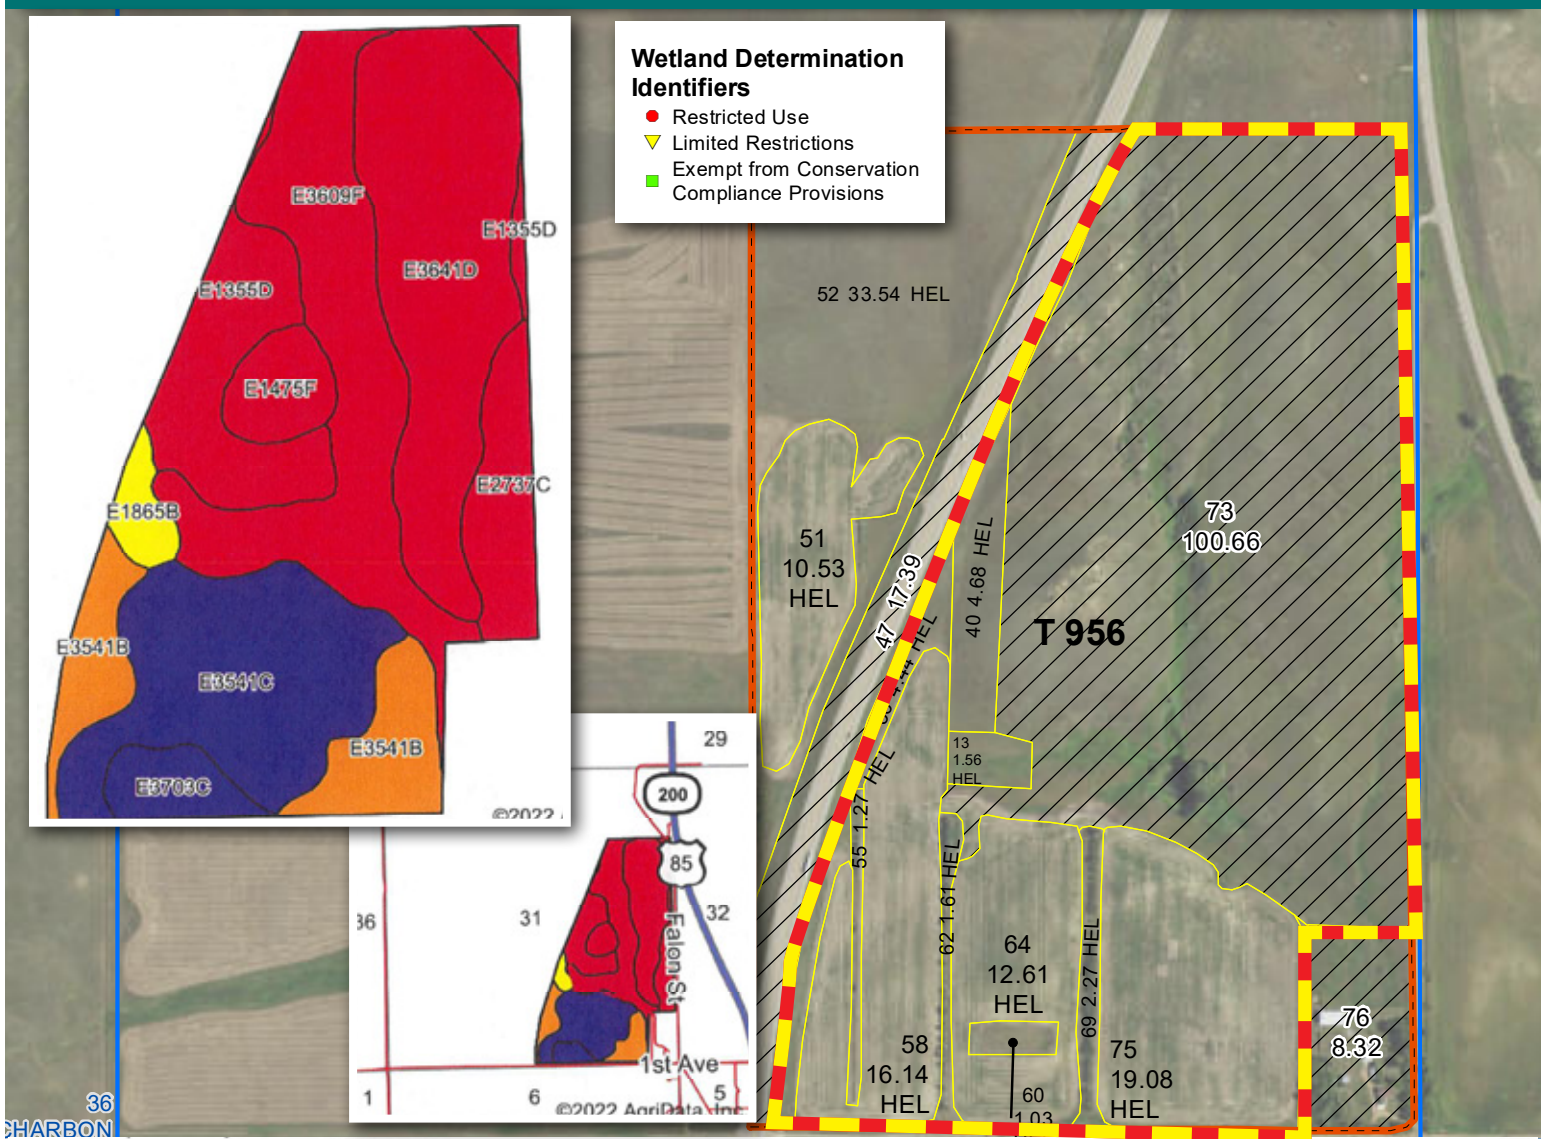 Wetland Determination
Identifiers
Restricted Use
Limited Restrictions
Exempt from Conservation
Compliance Provisions
E3609F
E1355D
E3641D
E1355D
E1475F
E2737C
E1865B
E3541B
E3541C
E3541B
E3703C
©2022
29
200
85
36
31
32
Falon St
1st Ave
1
6
5
©2022 AgriData, Inc
52 33.54 HEL
51
10.53
HEL
47 17.39
40 4.68 HEL
73
100.66
T 956
HEL
13
1.56
HEL
55 1.27 HEL
62 1.61 HEL
64
12.61
HEL
69 2.27 HEL
58
16.14
HEL
60
1.03
75
19.08
HEL
76
8.32
36
CHARBON